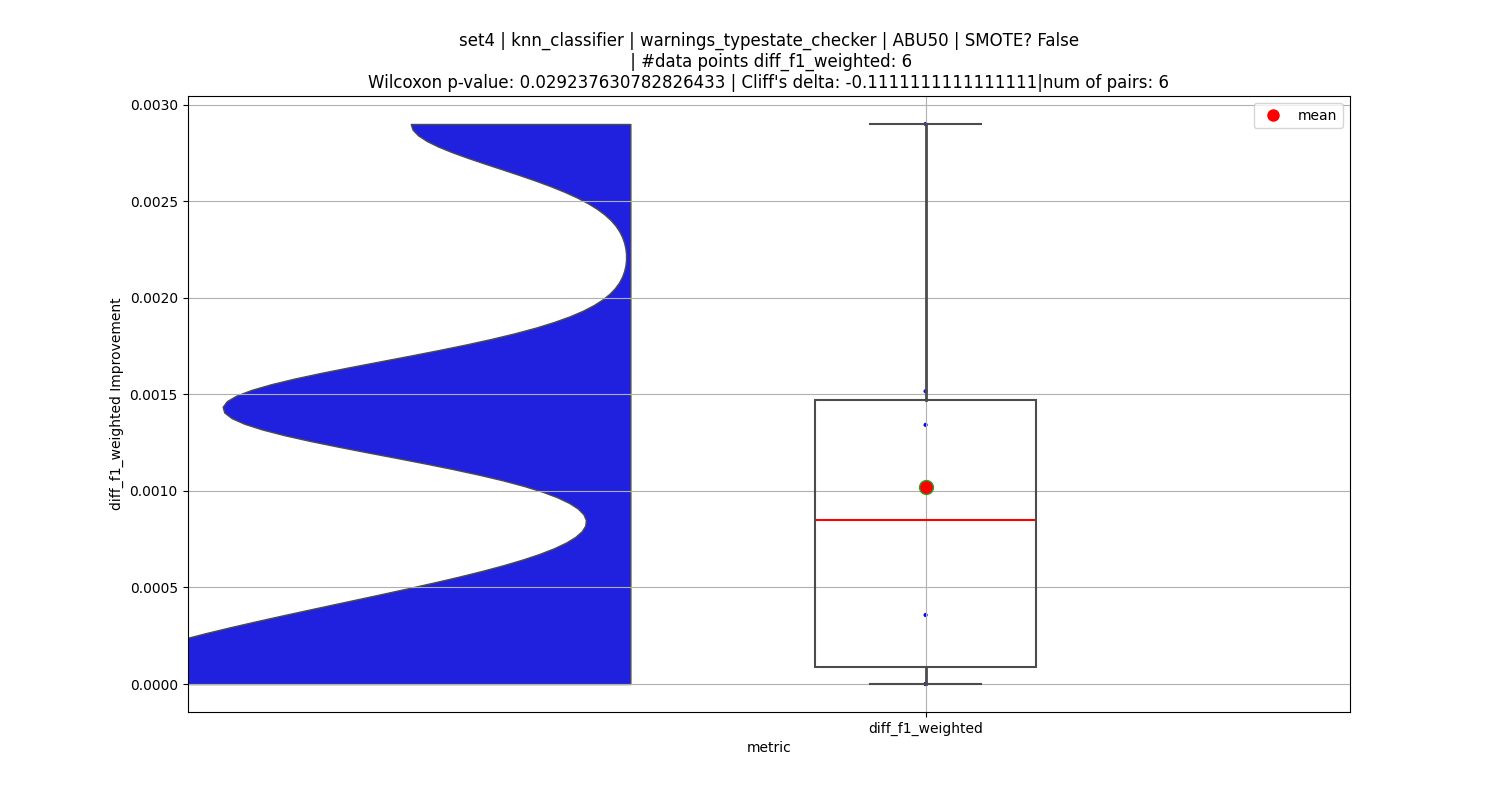 set4 | knn_classifier | warnings_typestate_checker | ABU50 | SMOTE? False
| #data points diff_f1_weighted: 6
Wilcoxon p-value: 0.029237630782826433 | Cliff's delta: -0.1111111111111111|num of pairs: 6
mean
0.0030
0.0025
0.0020
0.0015
0.0010
0.0005
0.0000
diff_f1_weighted Improvement
diff_f1_weighted
metric